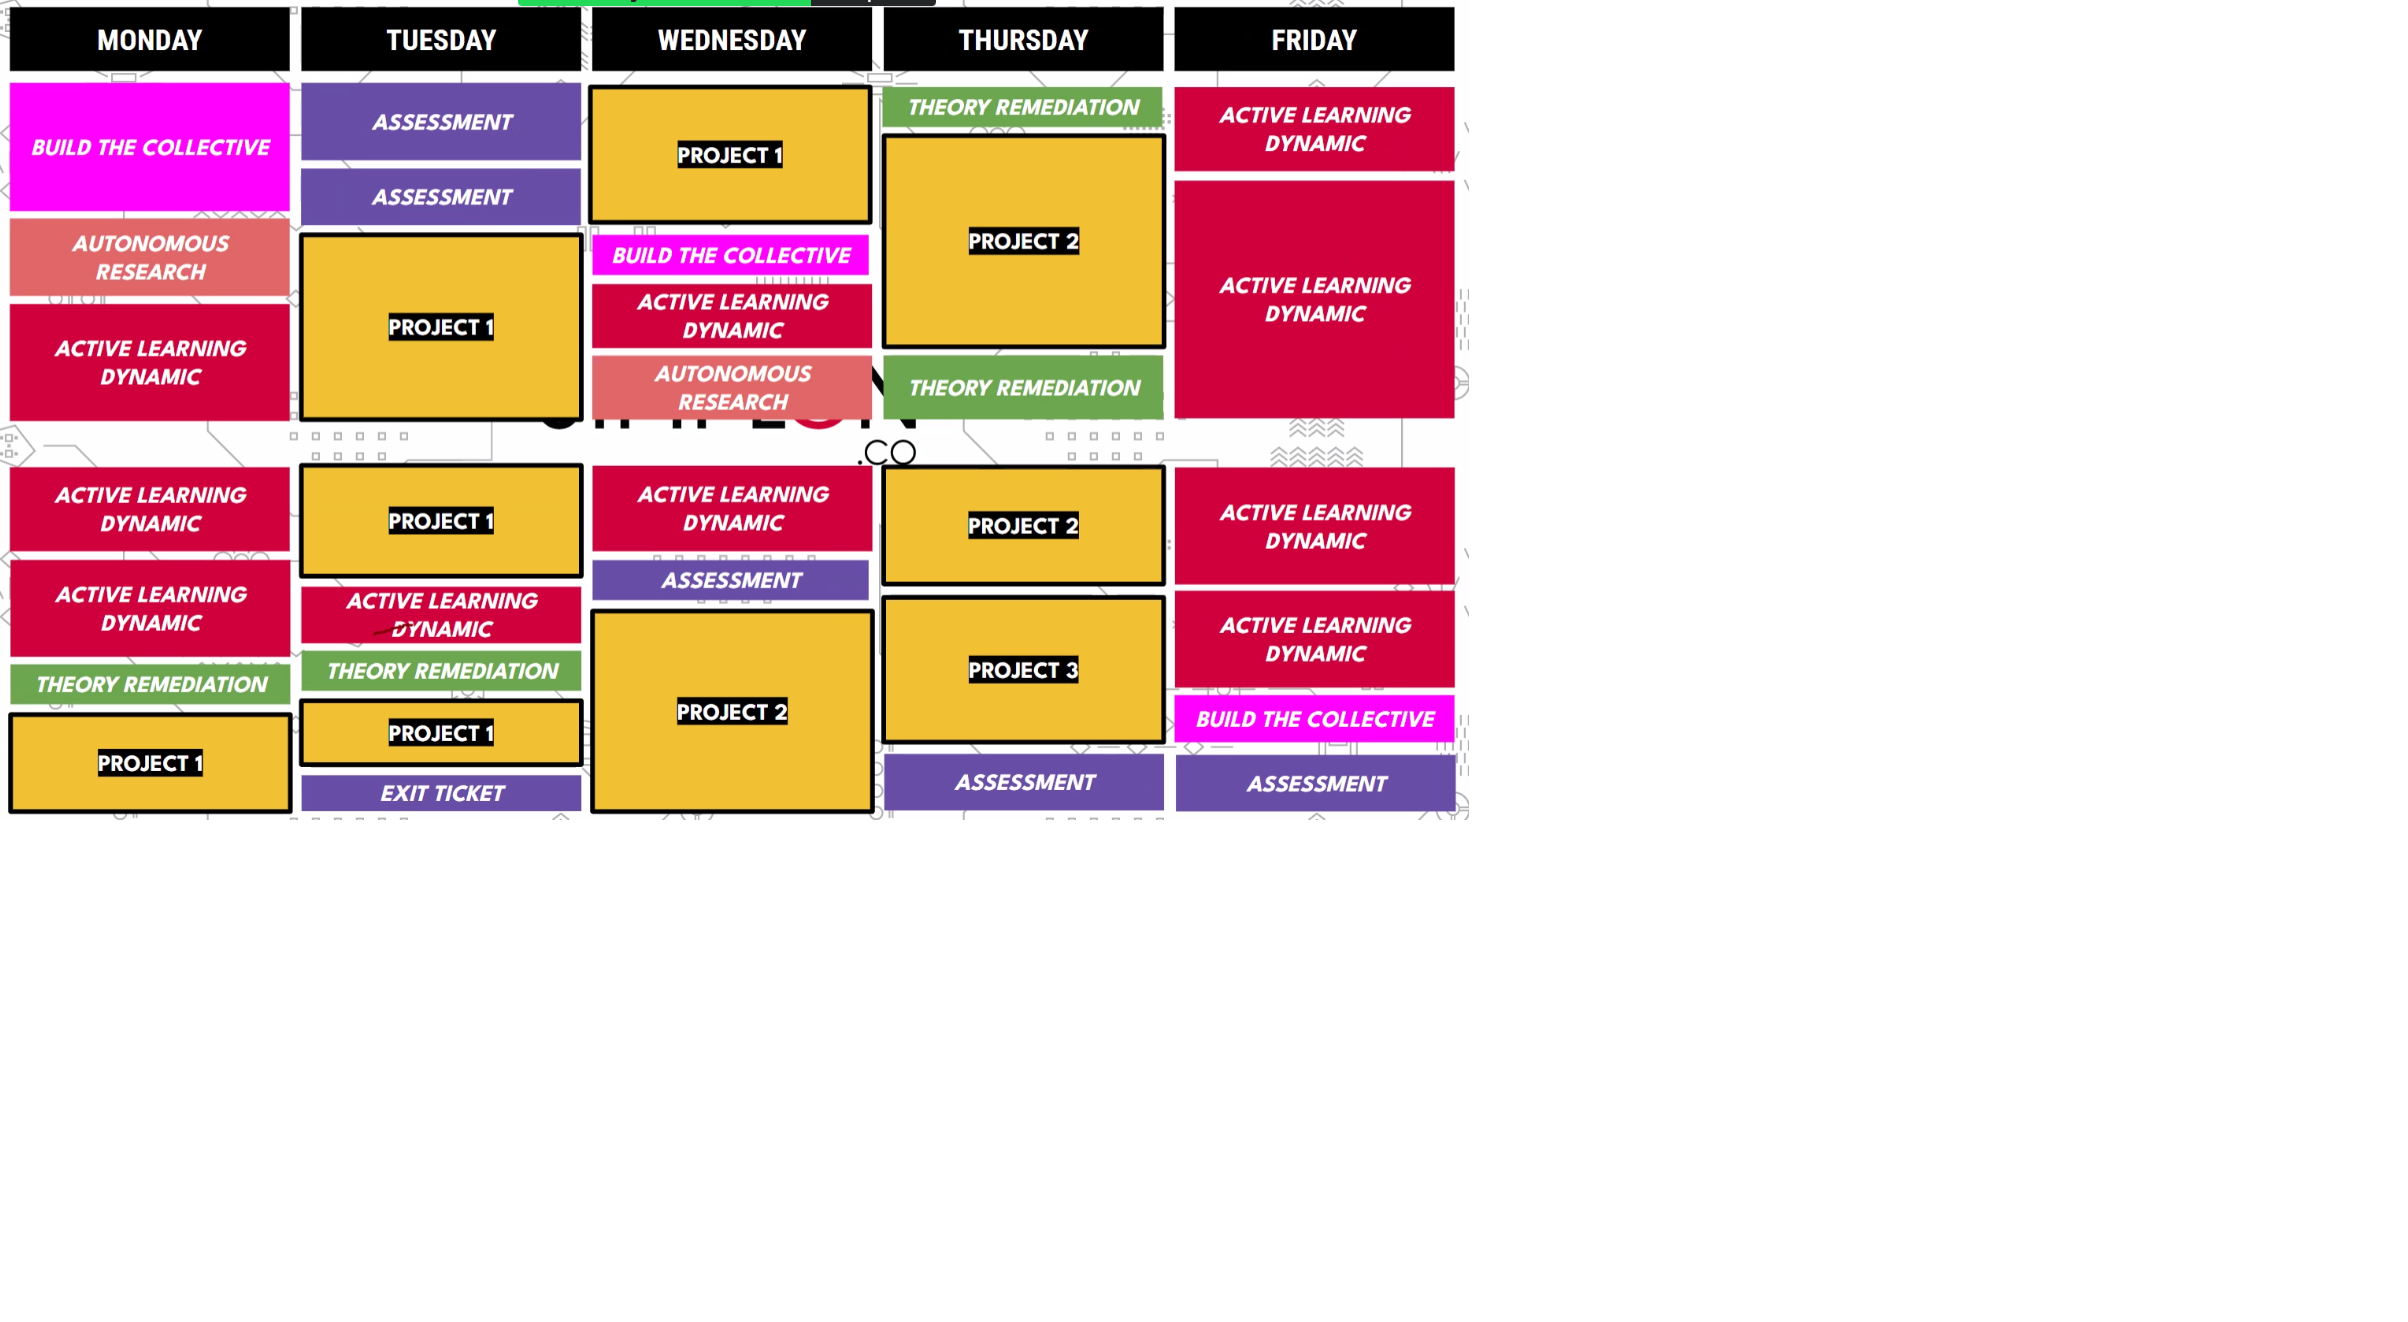 MONDAY
TUESDAY
WEDNESDAY
THURSDAY
FRIDAY
BUILD THE COLLECTIVE
AUTONOMOUS
RESEARCH
ACTIVE LEARNING
DYNAMIC
ACTIVE LEARNING
DYNAMIC
ACTIVE LEARNING
DYNAMIC
THEORY REMEDIATION
PROJECT 1
ASSESSMENT
ASSESSMENT
PROJECT 1
PROJECT 1
ACTIVE LEARNING
DYNAMIC
THEORY REMEDIATION
PROJECT 1
EXIT TICKET
PROJECT 1
BUILD THE COLLECTIVE
ACTIVE LEARNING
DYNAMIC
AUTONOMOUS
RESEARCH
.CO
ACTIVE LEARNING
DYNAMIC
ASSESSMENT
PROJECT 2
THEORY REMEDIATION
PROJECT 2
THEORY REMEDIATION
PROJECT 2
PROJECT 3
ASSESSMENT
ACTIVE LEARNING
DYNAMIC
ACTIVE LEARNING
DYNAMIC
ACTIVE LEARNING
DYNAMIC
ACTIVE LEARNING
DYNAMIC
BUILD THE COLLECTIVE
ASSESSMENT